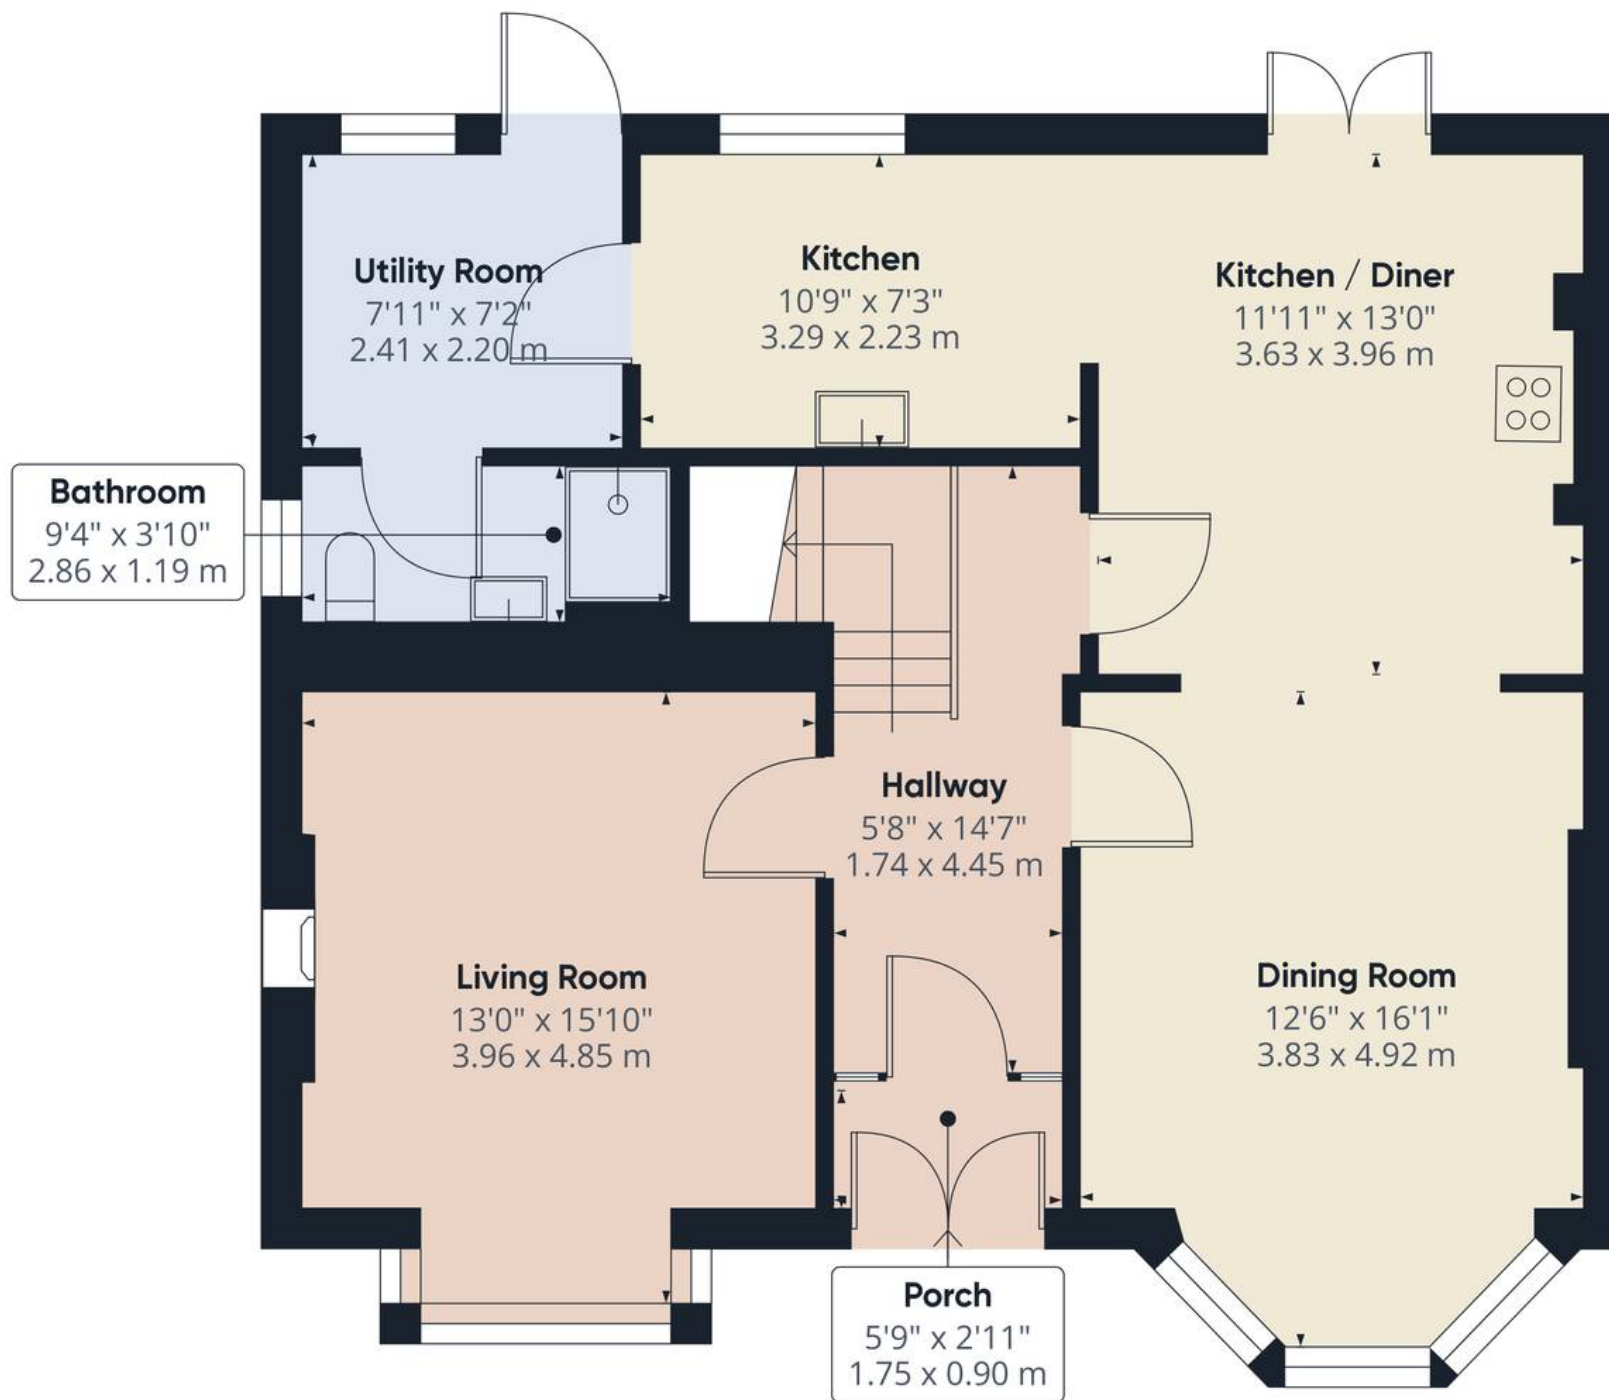 Utility Room
7'11" x 7'2"
2.41 x 2.20 m
Kitchen
10'9" x 7'3"
3.29 x 2.23 m
Kitchen / Diner
11'11" x 13'0"
3.63 x 3.96 m
Bathroom
9'4" x 3'10"
2.86 x 1.19 m
Hallway
5'8" x 14'7"
1.74 x 4.45 m
Living Room
13'0" x 15'10"
3.96 x 4.85 m
Dining Room
12'6" x 16'1"
3.83 x 4.92 m
Porch
5'9" x 2'11"
1.75 x 0.90 m